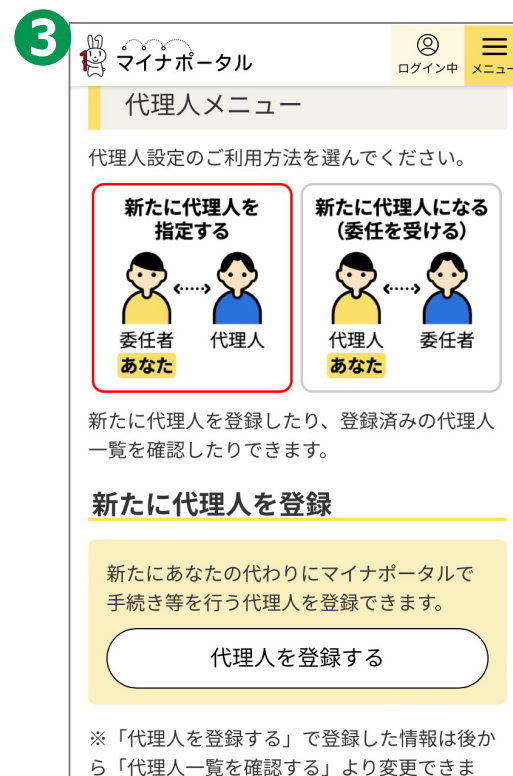 3
マイナポータル
ログイン中
メニュー
代理人メニュー
代理人設定のご利用方法を選んでください。
新たに代理人を
指定する
委任者
代理人
あなた
新たに代理人になる
（委任を受ける）
代理人
委任者
あなた
新たに代理人を登録したり、登録済みの代理人
一覧を確認したりできます。
新たに代理人を登録
新たにあなたの代わりにマイナポータルで
手続き等を行う代理人を登録できます。
代理人を登録する
※「代理人を登録する」で登録した情報は後か
ら「代理人一覧を確認する」より変更できま